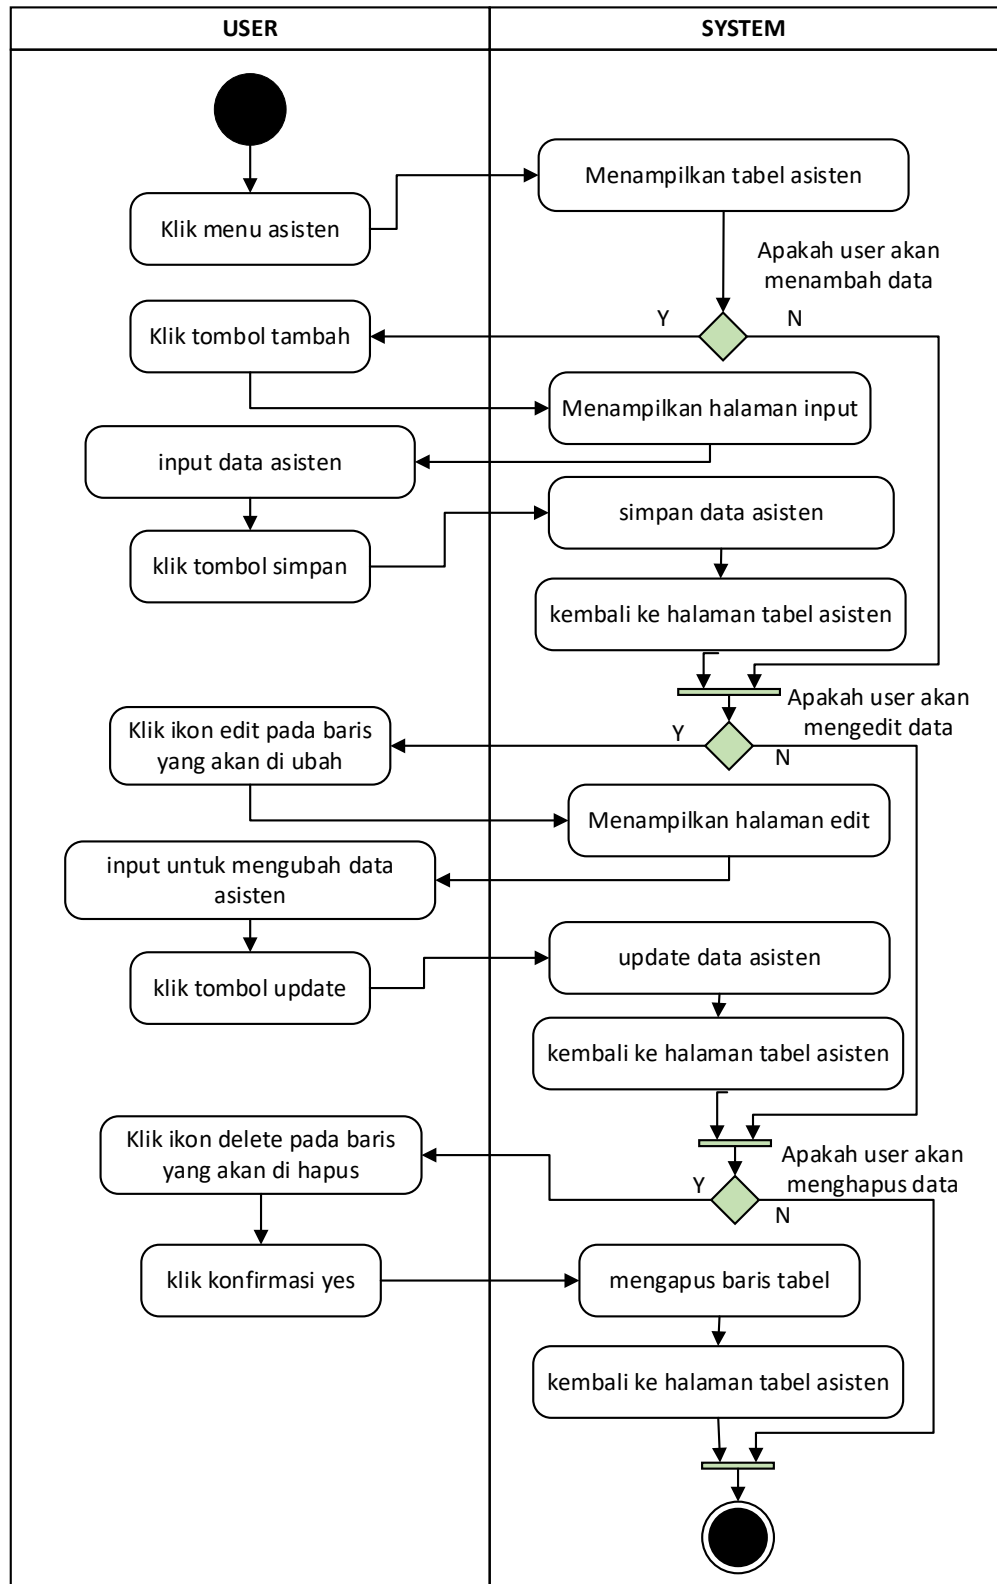 USER
SYSTEM
Menampilkan tabel asisten
Klik menu asisten
Apakah user akan
menambah data
Y
N
Klik tombol tambah
Menampilkan halaman input
input data asisten
simpan data asisten
klik tombol simpan
kembali ke halaman tabel asisten
Apakah user akan
mengedit data
Klik ikon edit pada baris
yang akan di ubah
Y
N
Menampilkan halaman edit
input untuk mengubah data
asisten
update data asisten
klik tombol update
kembali ke halaman tabel asisten
Klik ikon delete pada baris
yang akan di hapus
Apakah user akan
menghapus data
Y
N
klik konfirmasi yes
mengapus baris tabel
kembali ke halaman tabel asisten